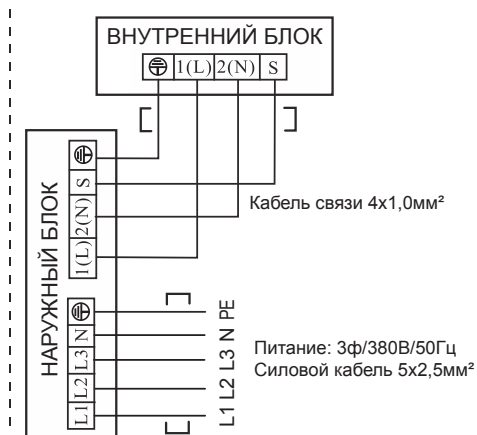 ВНУТРЕННИЙ БЛОК
1(L) 2(N) S
НАРУЖНЫЙ БЛОК
S
2(N)
1(L)
Кабель связи 4х1,0мм²
N
L3
L2
L1
PE
N
L3
L2
L1
Питание: 3ф/380В/50Гц
Силовой кабель 5х2,5мм²